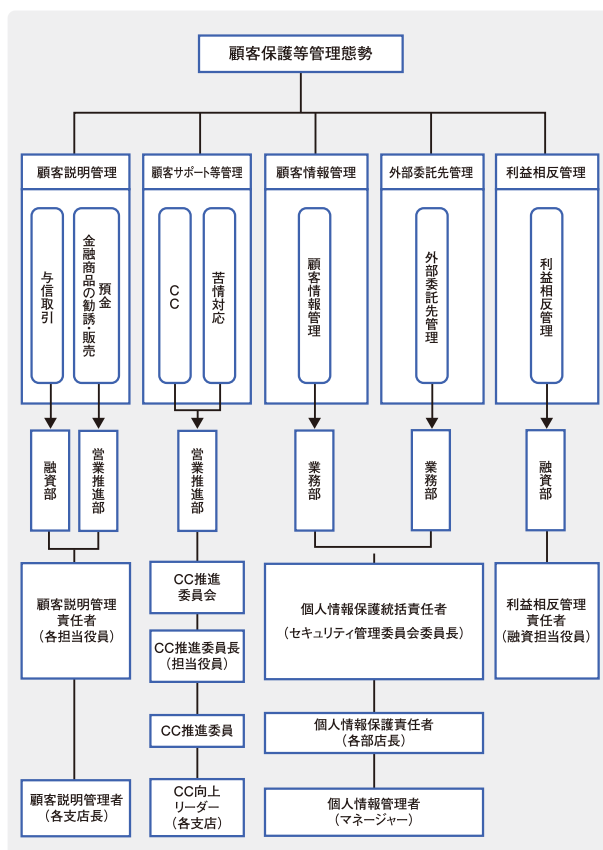 顧客保護等管理態勢
顧客説明管理
顧客サポート等管理
顧客情報管理
外部委託先管理
利益相反管理
与信取引
預金
金融商品の勧誘・販売
CC
苦情対応
顧客情報管理
外部委託先管理
利益相反管理
融資部
営業推進部
営業推進部
業務部
業務部
融資部
顧客説明管理
責任者
（各担当役員）
CC推進
委員会
CC推進委員長
（担当役員）
CC推進委員
CC向上
リーダー
（各支店）
個人情報保護統括責任者
（セキュリティ管理委員会委員長）
利益相反管理
責任者
（融資担当役員）
個人情報保護責任者
（各部店長）
顧客説明管理者
（各支店長）
個人情報管理者
（マネージャー）